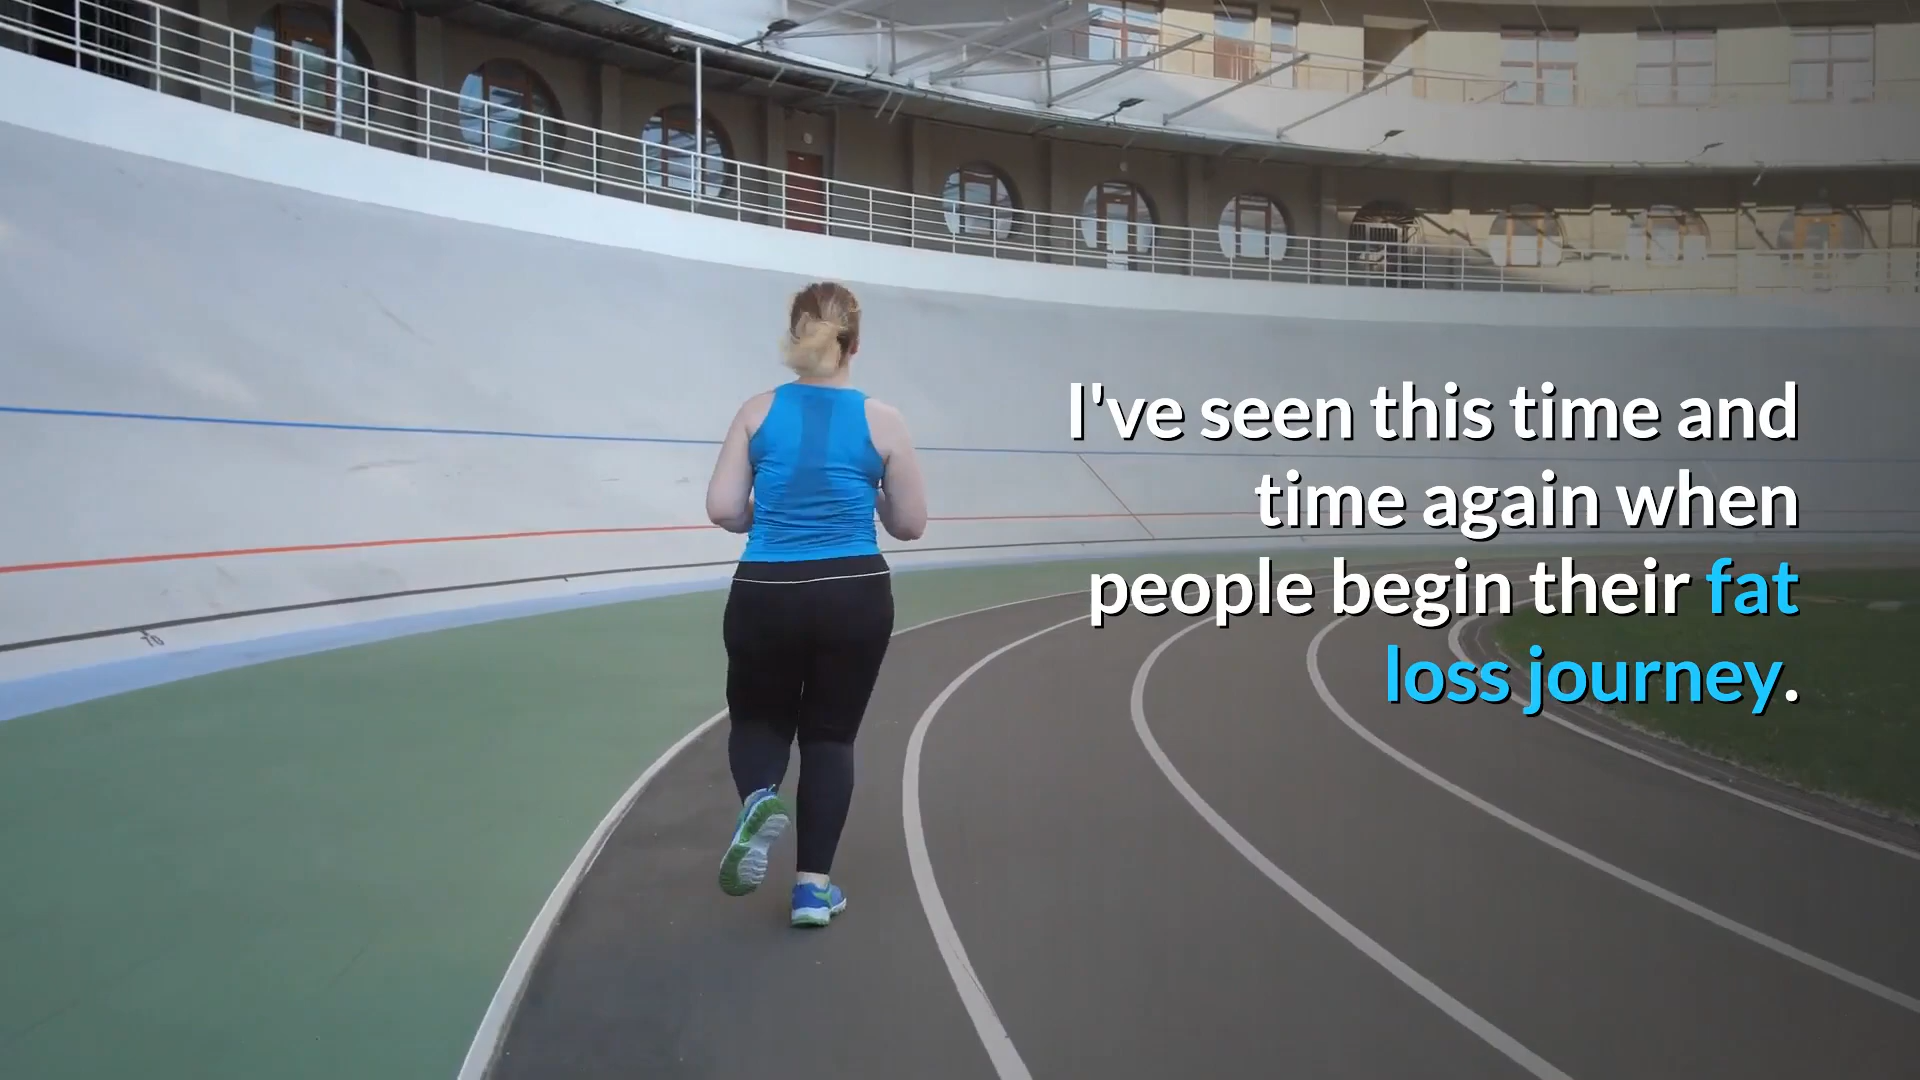 I've seen this time and
time again when
people begin their fat
loss journey.